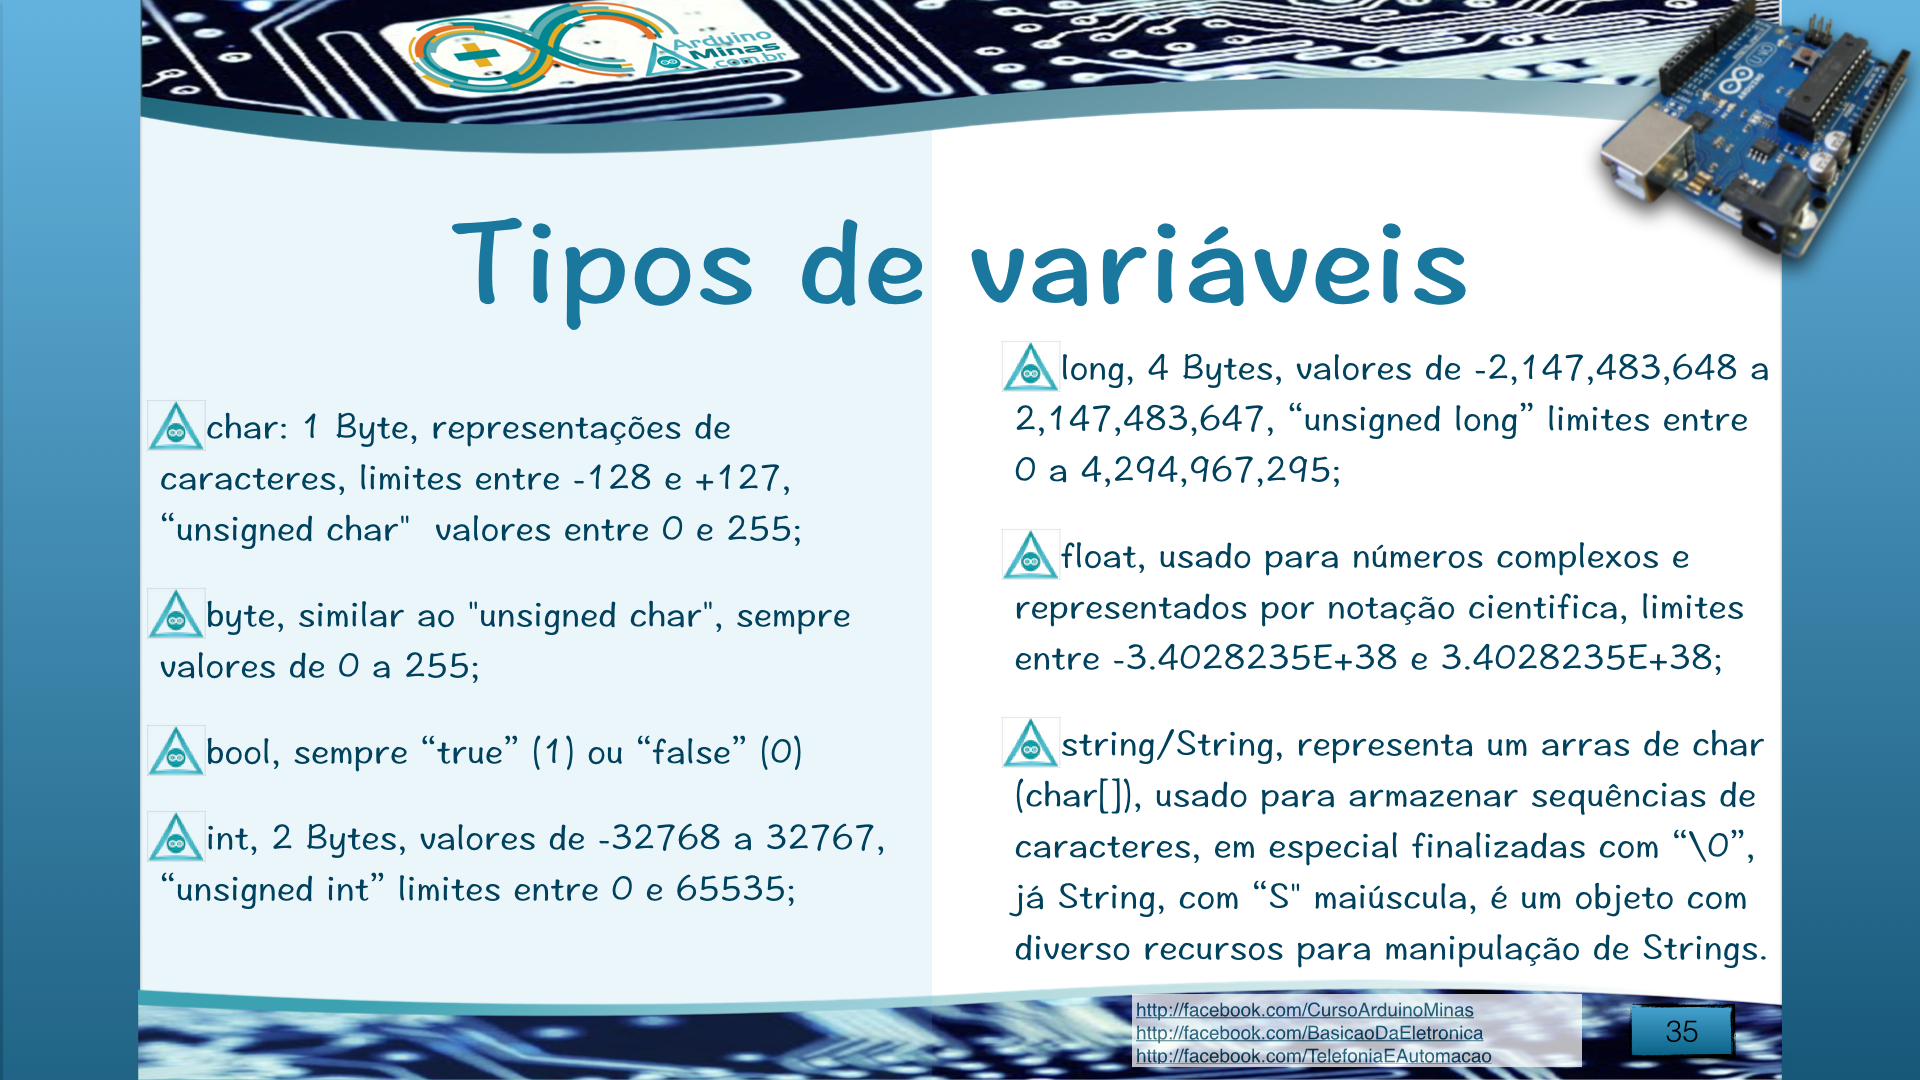 Arduino
Minas
.com.br
Tipos de variáveis
char: 1 Byte, representações de
caracteres, limites entre -128 e +127,
“unsigned char"  valores entre 0 e 255;
byte, similar ao "unsigned char", sempre
valores de 0 a 255;
bool, sempre “true” (1) ou “false” (0)
int, 2 Bytes, valores de -32768 a 32767,
“unsigned int” limites entre 0 e 65535;
long, 4 Bytes, valores de -2,147,483,648 a
2,147,483,647, “unsigned long” limites entre
0 a 4,294,967,295;
float, usado para números complexos e
representados por notação cientifica, limites
entre -3.4028235E+38 e 3.4028235E+38;
string/String, representa um arras de char
(char[]), usado para armazenar sequências de
caracteres, em especial finalizadas com “\0”,
já String, com “S" maiúscula, é um objeto com
diverso recursos para manipulação de Strings.
http://facebook.com/CursoArduinoMinas
http://facebook.com/BasicaoDaEletronica
http://facebook.com/TelefoniaEAutomacao
35